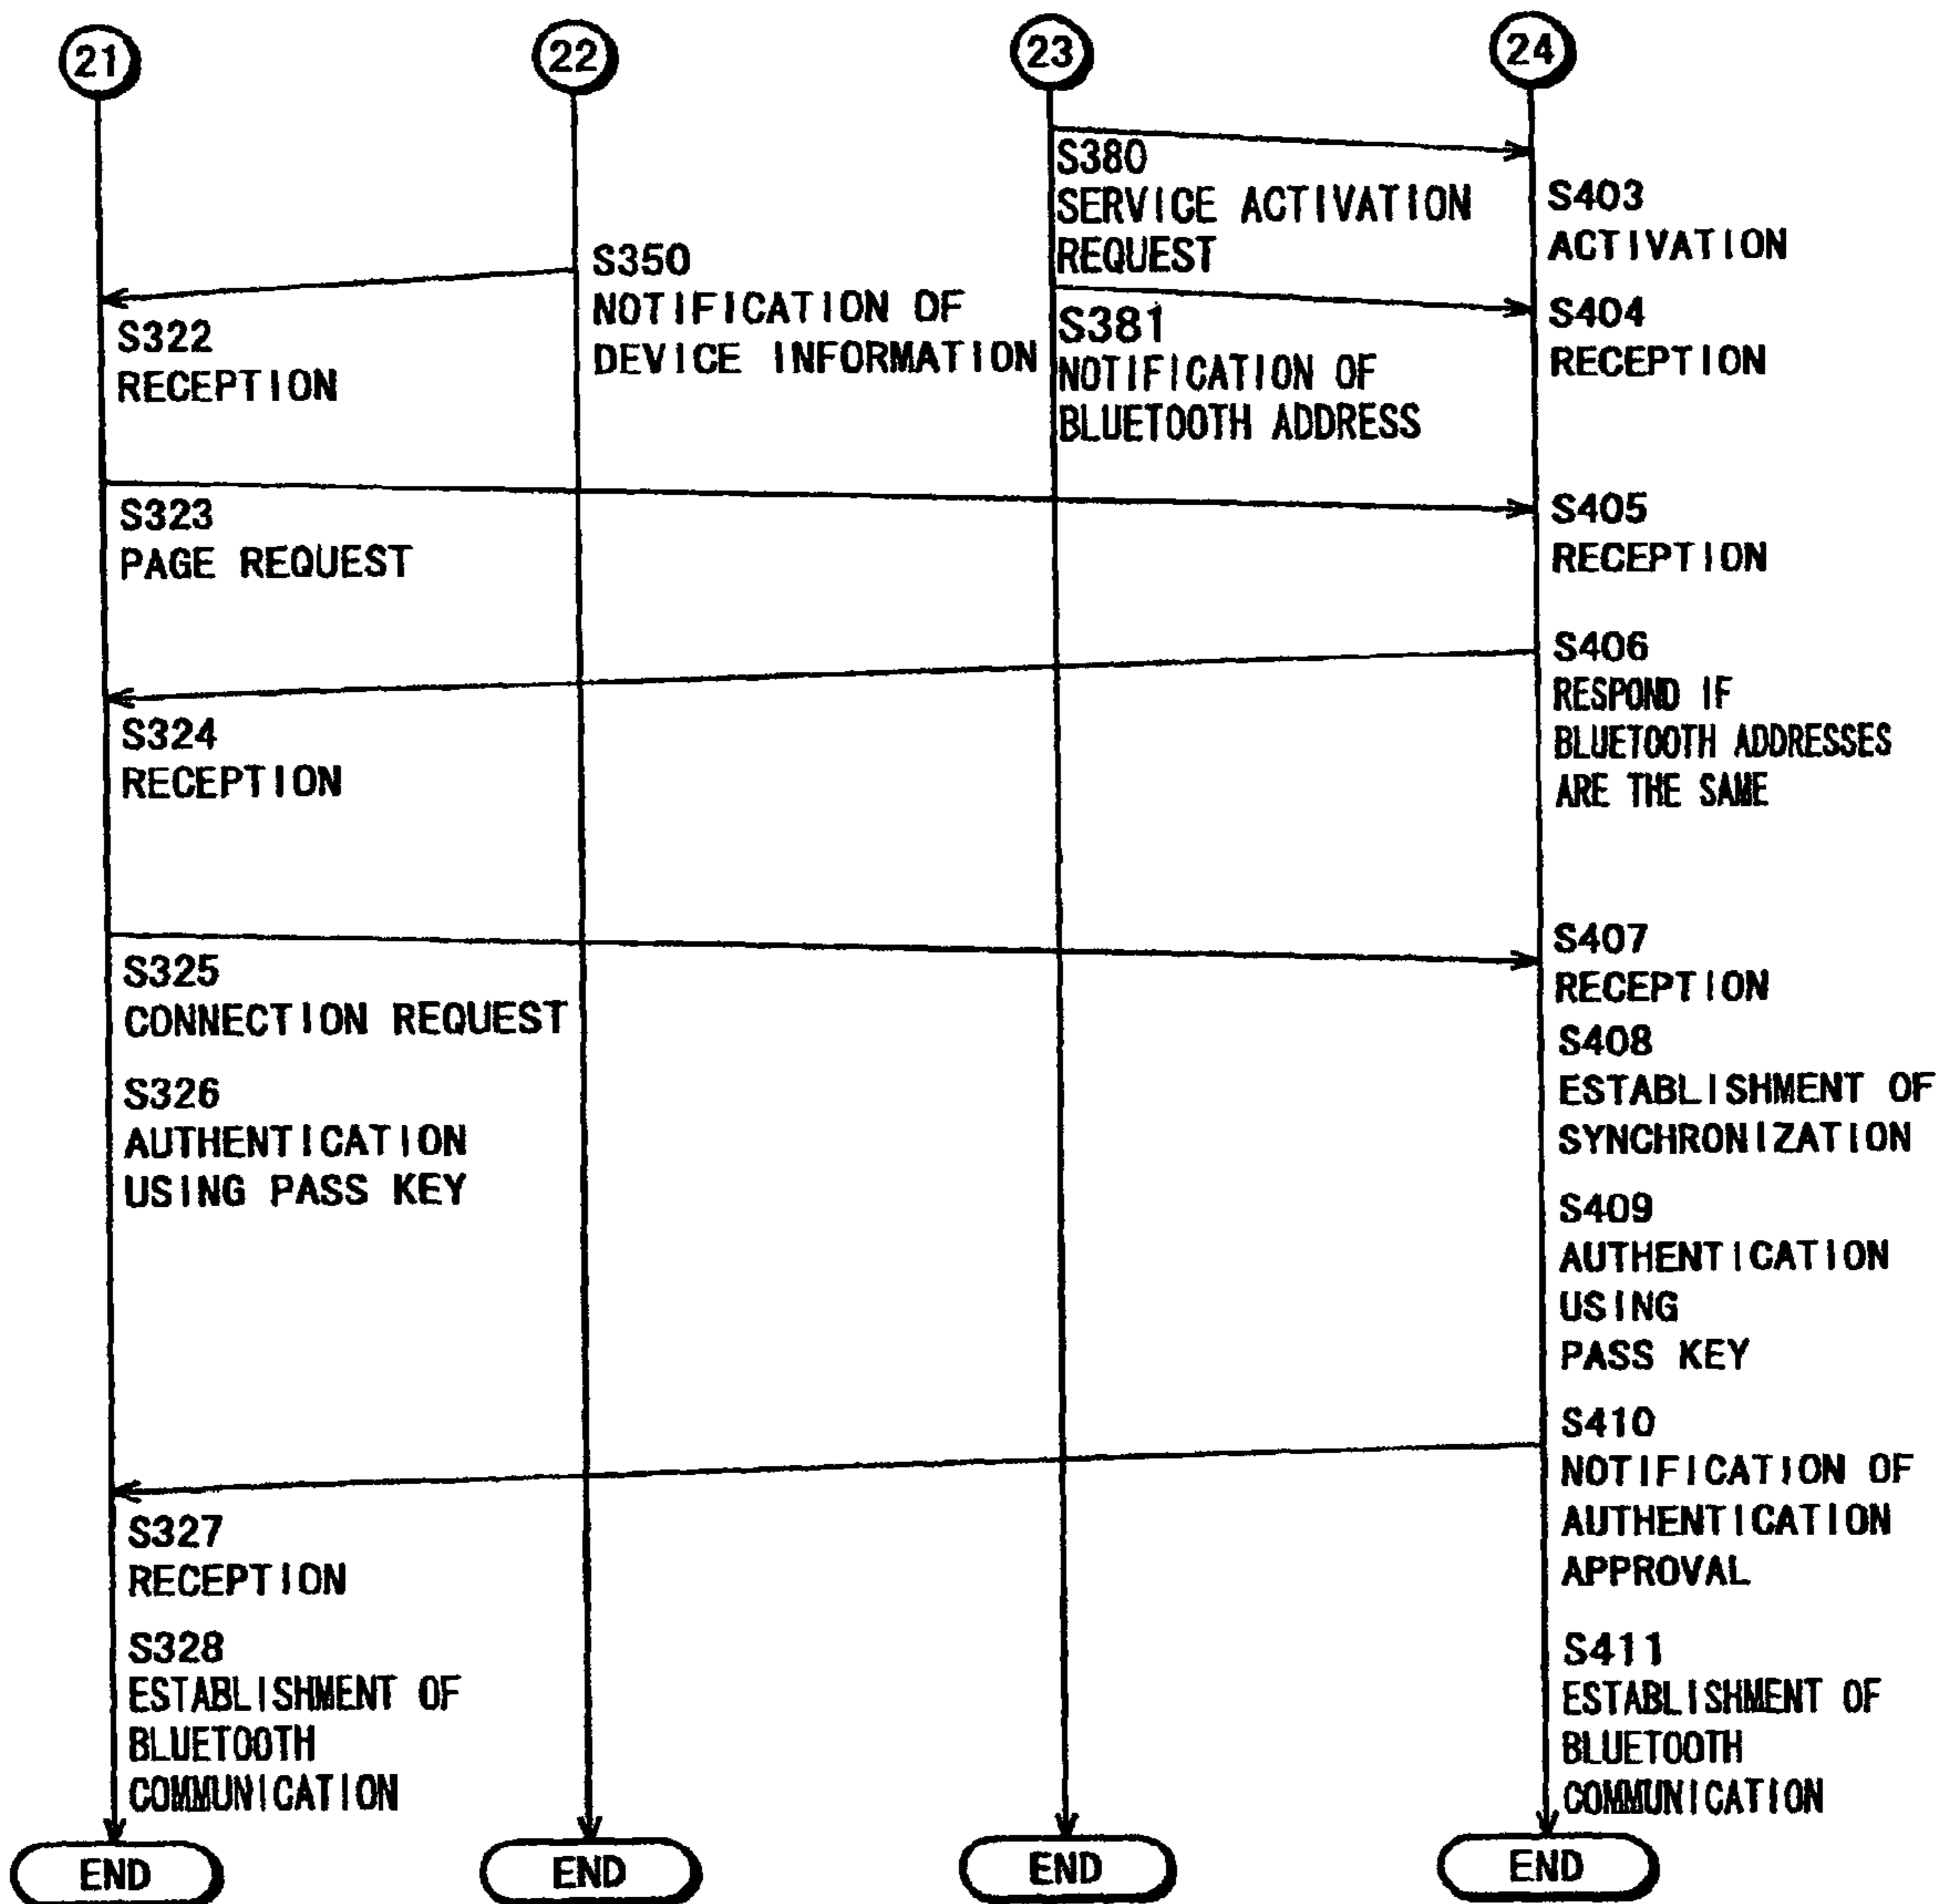 21
22
23
24
S380
SERVICE ACTIVATION
REQUEST
S403
ACTIVATION
S350
NOTIFICATION OF
DEVICE INFORMATION
S322
RECEPTION
S381
NOTIFICATION OF
BLUETOOTH ADDRESS
S404
RECEPTION
S323
PAGE REQUEST
S405
RECEPTION
S406
RESPOND IF
BLUETOOTH ADDRESSES
ARE THE SAME
S324
RECEPTION
S325
CONNECTION REQUEST
S407
RECEPTION
S326
AUTHENTICATION
USING PASS KEY
S408
ESTABLISHMENT OF
SYNCHRONIZATION
S409
AUTHENTICATION
USING
PASS KEY
S410
NOTIFICATION OF
AUTHENTICATION
APPROVAL
S327
RECEPTION
S328
ESTABLISHMENT OF
BLUETOOTH
COMMUNICATION
S411
ESTABLISHMENT OF
BLUETOOTH
COMMUNICATION
END
END
END
END